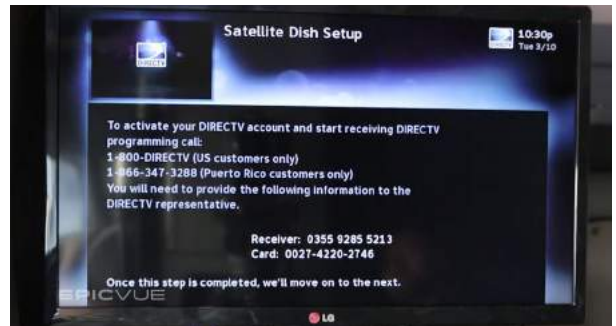 Satellite Dish Setup
DIRECTV
10:30p
Tue 3/10
To activate your DIRECTV account and start receiving DIRECTV
programming call:
1-800-DIRECTV (US customers only)
1-866-347-3288 (Puerto Rico customers only)
You will need to provide the following information to the
DIRECTV representative.
Receiver: 0355 9285 5213
Card: 0027-4220-2746
Once this step is completed, we'll move on to the next.
EPICVUE
LG